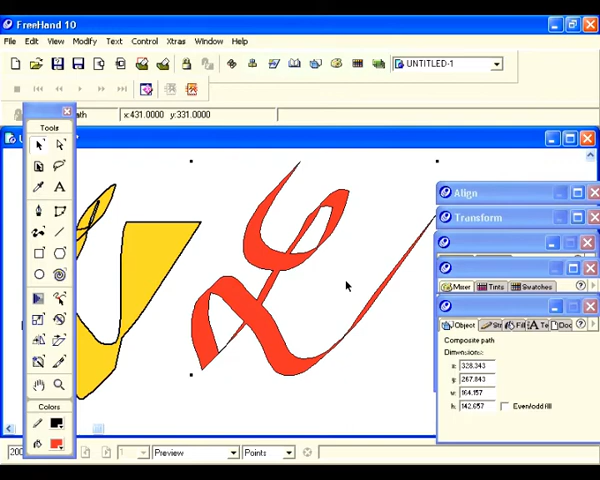 FreeHand 10
File Edit View Modify Text Control Xtras Window Help
UNTITLED-1
x:431.0000 y:331.0000
Tools
Align
Transform
Mixer Tints Swatches
Object Fill
Composite path
Dimensions:
x: 328.343
y: 267.843
w: 164.157
h: 142.657 Even/odd fill
Colors
Preview Points